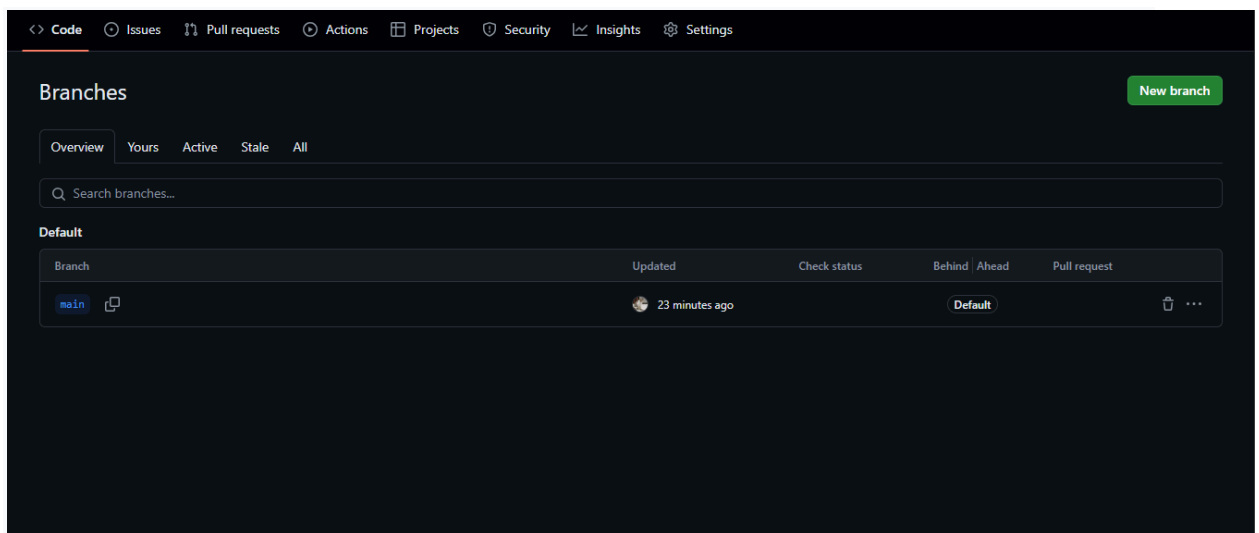 Code Issues Pull requests Actions Projects Security Insights Settings
Branches
New branch
Overview Yours Active Stale All
Search branches...
Default
Branch Updated Check status Behind Ahead Pull request
main 23 minutes ago Default